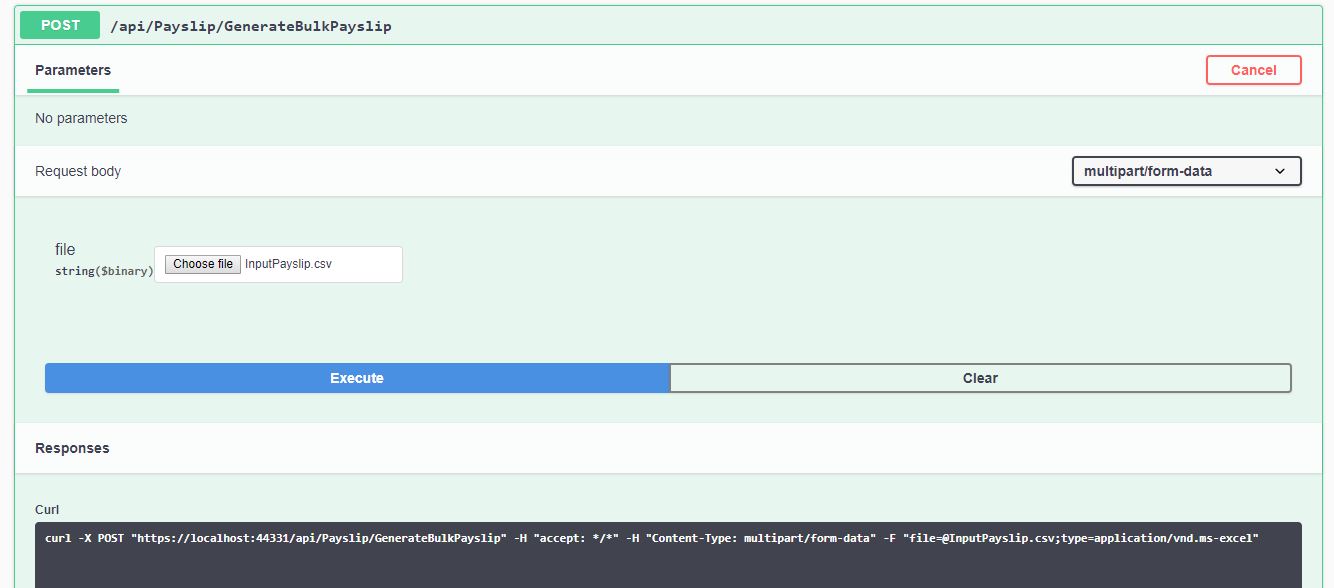 POST /api/Payslip/GenerateBulkPayslip
Parameters Cancel
No parameters
Request body multipart/form-data
file
string($binary) Choose file InputPayslip.csv
Execute Clear
Responses
Curl
curl -X POST "https://localhost:44331/api/Payslip/GenerateBulkPayslip" -H "accept: */*" -H "Content-Type: multipart/form-data" -F "file=@InputPayslip.csv;type=application/vnd.ms-excel"